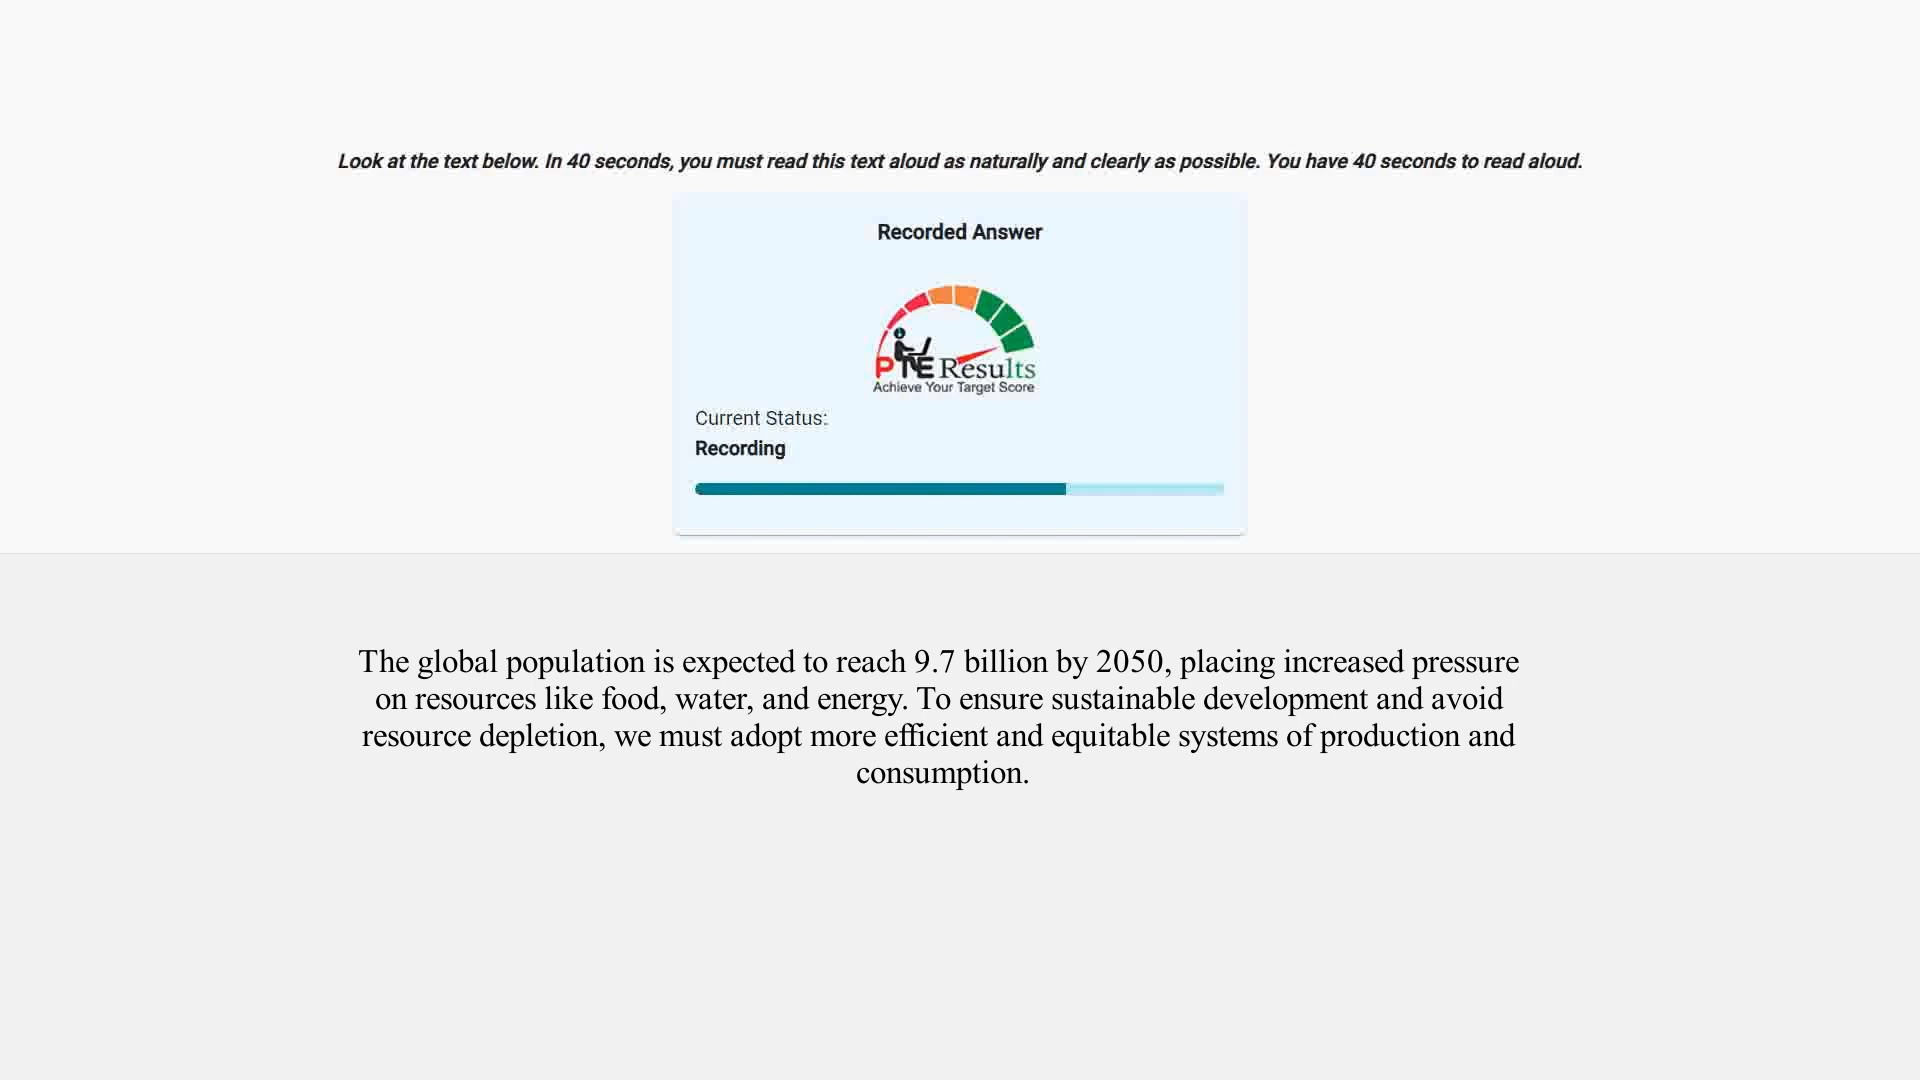 Look at the text below. In 40 seconds, you must read this text aloud as naturally and clearly as possible. You have 40 seconds to read aloud.
Recorded Answer
PTE Results
Achieve Your Target Score
Current Status:
Recording
The global population is expected to reach 9.7 billion by 2050, placing increased pressure
on resources like food, water, and energy. To ensure sustainable development and avoid
resource depletion, we must adopt more efficient and equitable systems of production and
consumption.